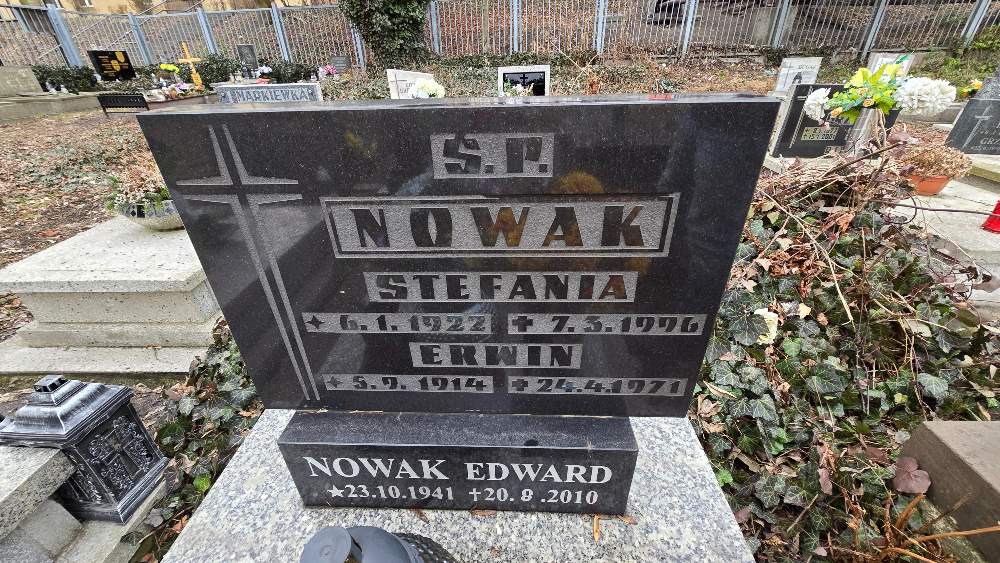 Ś.P.
NOWAK
STEFANIA
6.1.1922 7.3.1996
ERWIN
5.9.1914 24.4.1971
NOWAK EDWARD
★23.10.1941 +20.8.2010